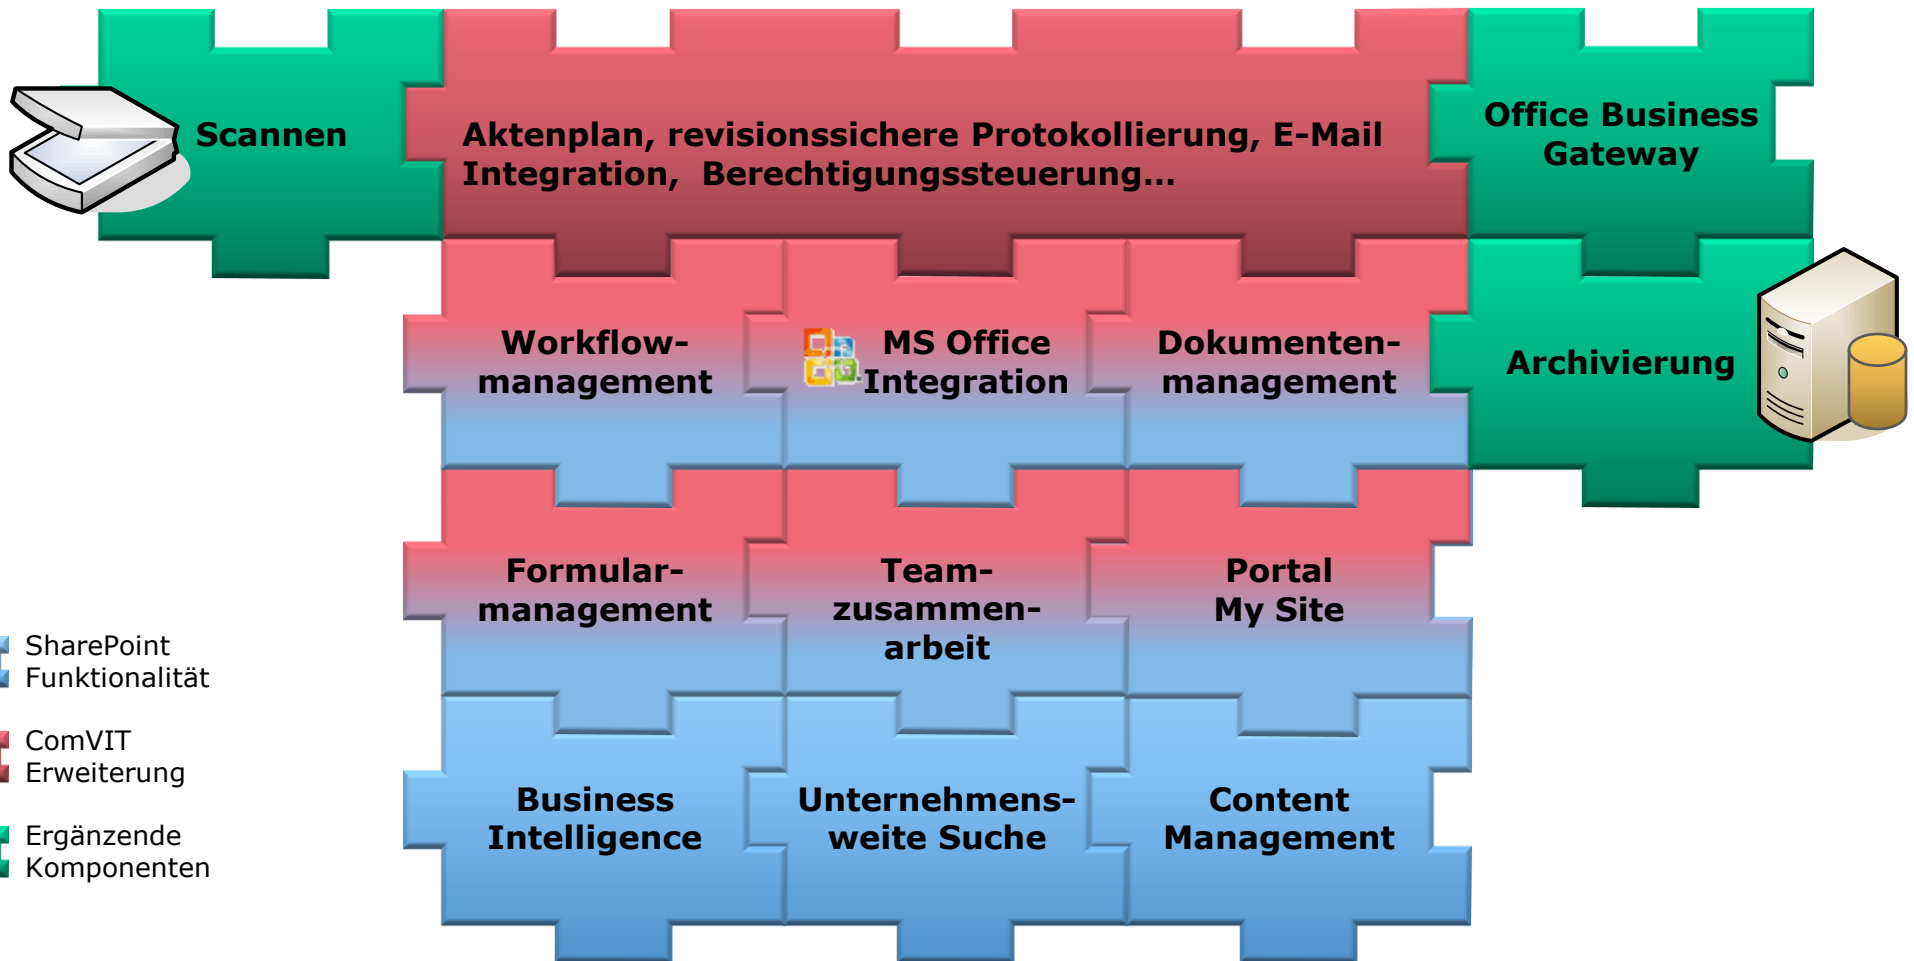 Scannen
Aktenplan, revisionssichere Protokollierung, E-Mail
Integration, Berechtigungssteuerung...
Office Business
Gateway
Workflow-
management
MS Office
Integration
Dokumenten-
management
Archivierung
Formular-
management
Team-
zusammen-
arbeit
Portal
My Site
Business
Intelligence
Unternehmens-
weite Suche
Content
Management
SharePoint
Funktionalität
ComVIT
Erweiterung
Ergänzende
Komponenten